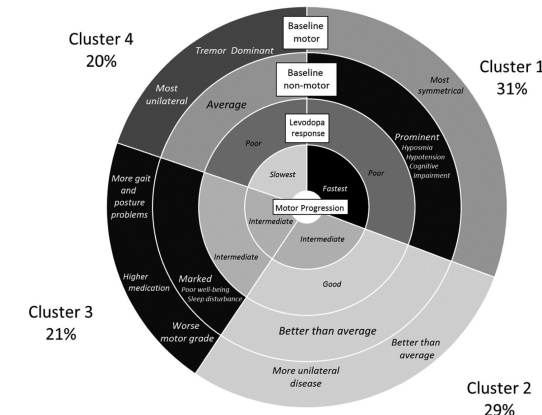 Cluster 4
20%
Cluster 1
31%
Cluster 3
21%
Cluster 2
29%
Baseline
motor
Tremor Dominant
Most
unilateral
Most
symmetrical
More gait
and
posture
problems
Higher
medication
Worse
motor grade
Better than
average
More unilateral
disease
Baseline
non-motor
Average
Prominent
Hyposmia
Hypotension
Cognitive
Impairment
Marked
Poor well-being
Sleep disturbance
Better than average
Levodopa
response
Poor
Poor
Intermediate
Good
Slowest
Fastest
Motor Progression
Intermediate
Intermediate